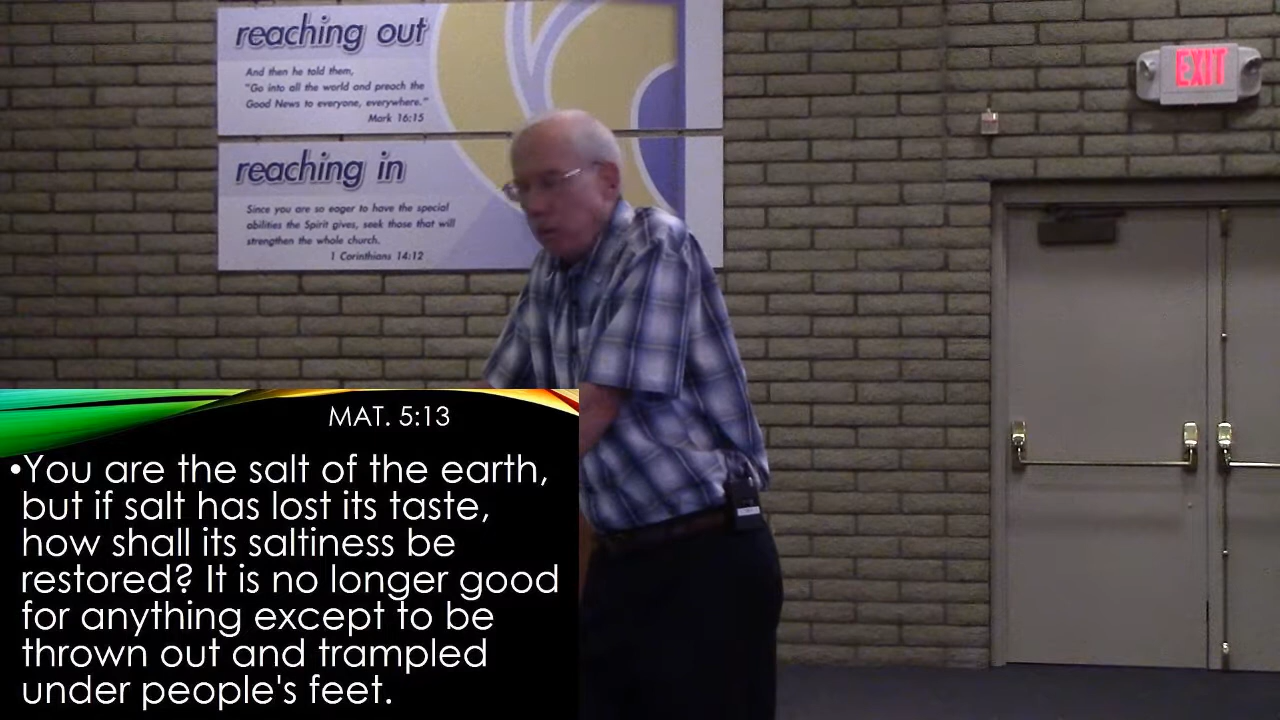 reaching out
And then he told them,
"Go into all the world and preach the
Good News to everyone, everywhere."
Mark 16:15
reaching in
Since you are so eager to have the special
abilities the Spirit gives, seek those that will
strengthen the whole church.
1 Corinthians 14:12
EXIT
MAT. 5:13
•You are the salt of the earth,
but if salt has lost its taste,
how shall its saltiness be
restored? It is no longer good
for anything except to be
thrown out and trampled
under people's feet.